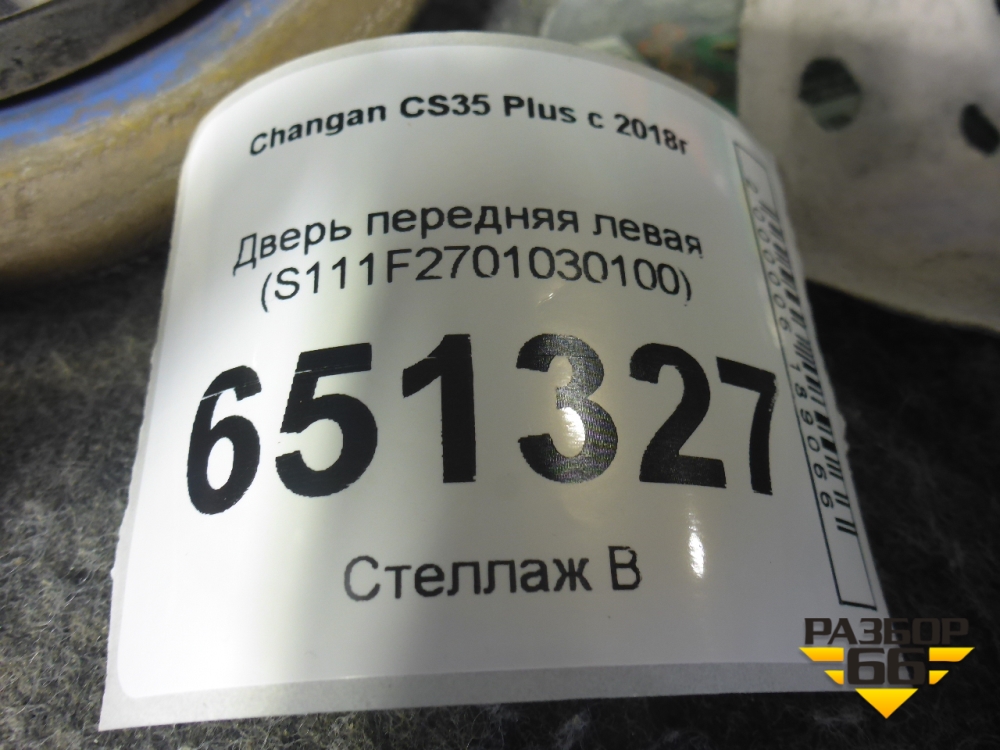 Changan CS35 Plus с 2018г
Дверь передняя левая
(S111F2701030100)
651327
Стеллаж В
РАЗБОР
66